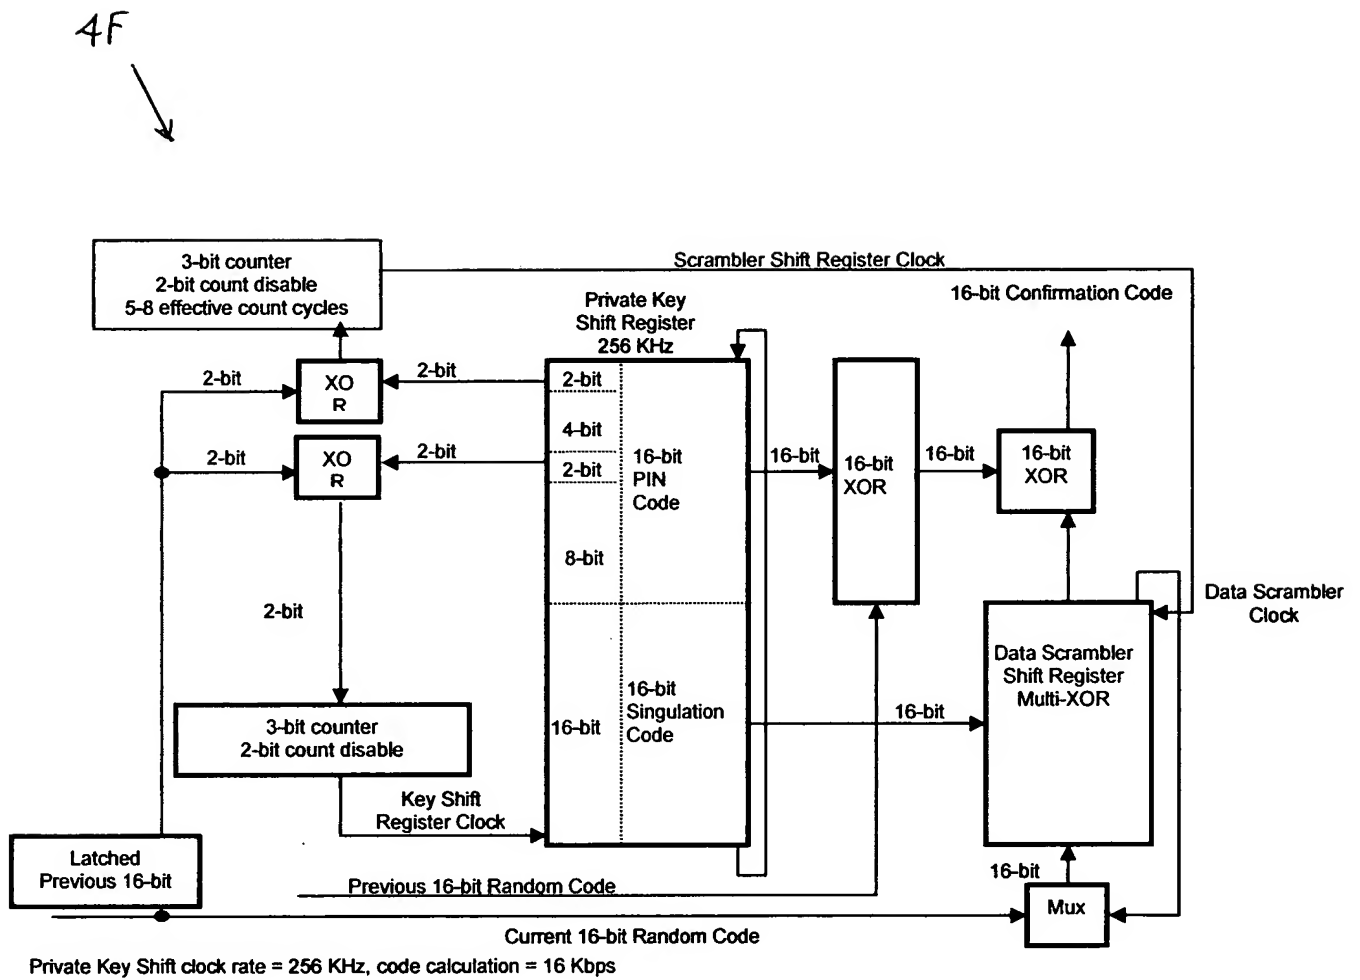 4F
3-bit counter
2-bit count disable
5-8 effective count cycles
Scrambler Shift Register Clock
16-bit Confirmation Code
Private Key
Shift Register
256 KHz
2-bit
XO
R
2-bit
2-bit
4-bit
2-bit
XO
R
2-bit
2-bit
16-bit
PIN
Code
8-bit
16-bit
16-bit
XOR
16-bit
16-bit
XOR
2-bit
Data Scrambler
Clock
Data Scrambler
Shift Register
Multi-XOR
16-bit
16-bit
Singulation
Code
16-bit
3-bit counter
2-bit count disable
Key Shift
Register Clock
Latched
Previous 16-bit
Previous 16-bit Random Code
16-bit
Mux
Current 16-bit Random Code
Private Key Shift clock rate = 256 KHz, code calculation = 16 Kbps